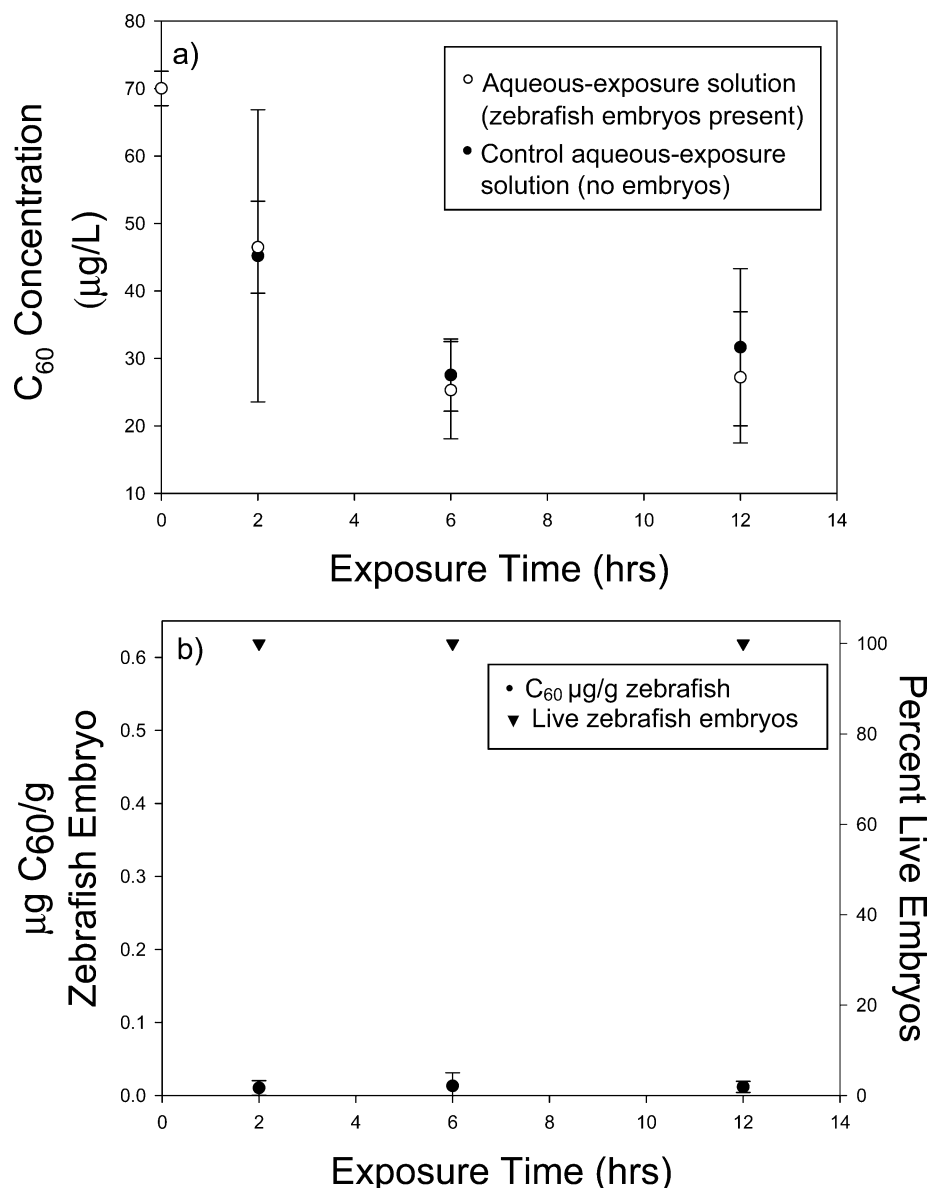 a)
80
70
60
50
40
30
20
10
C60 Concentration
(μg/L)
Aqueous-exposure solution
(zebrafish embryos present)
Control aqueous-exposure
solution (no embryos)
0 2 4 6 8 10 12 14
Exposure Time (hrs)
b)
0.6
0.5
0.4
0.3
0.2
0.1
0.0
μg C60/g
Zebrafish Embryo
C60 μg/g zebrafish
Live zebrafish embryos
100
80
60
40
20
0
Percent Live Embryos
0 2 4 6 8 10 12 14
Exposure Time (hrs)